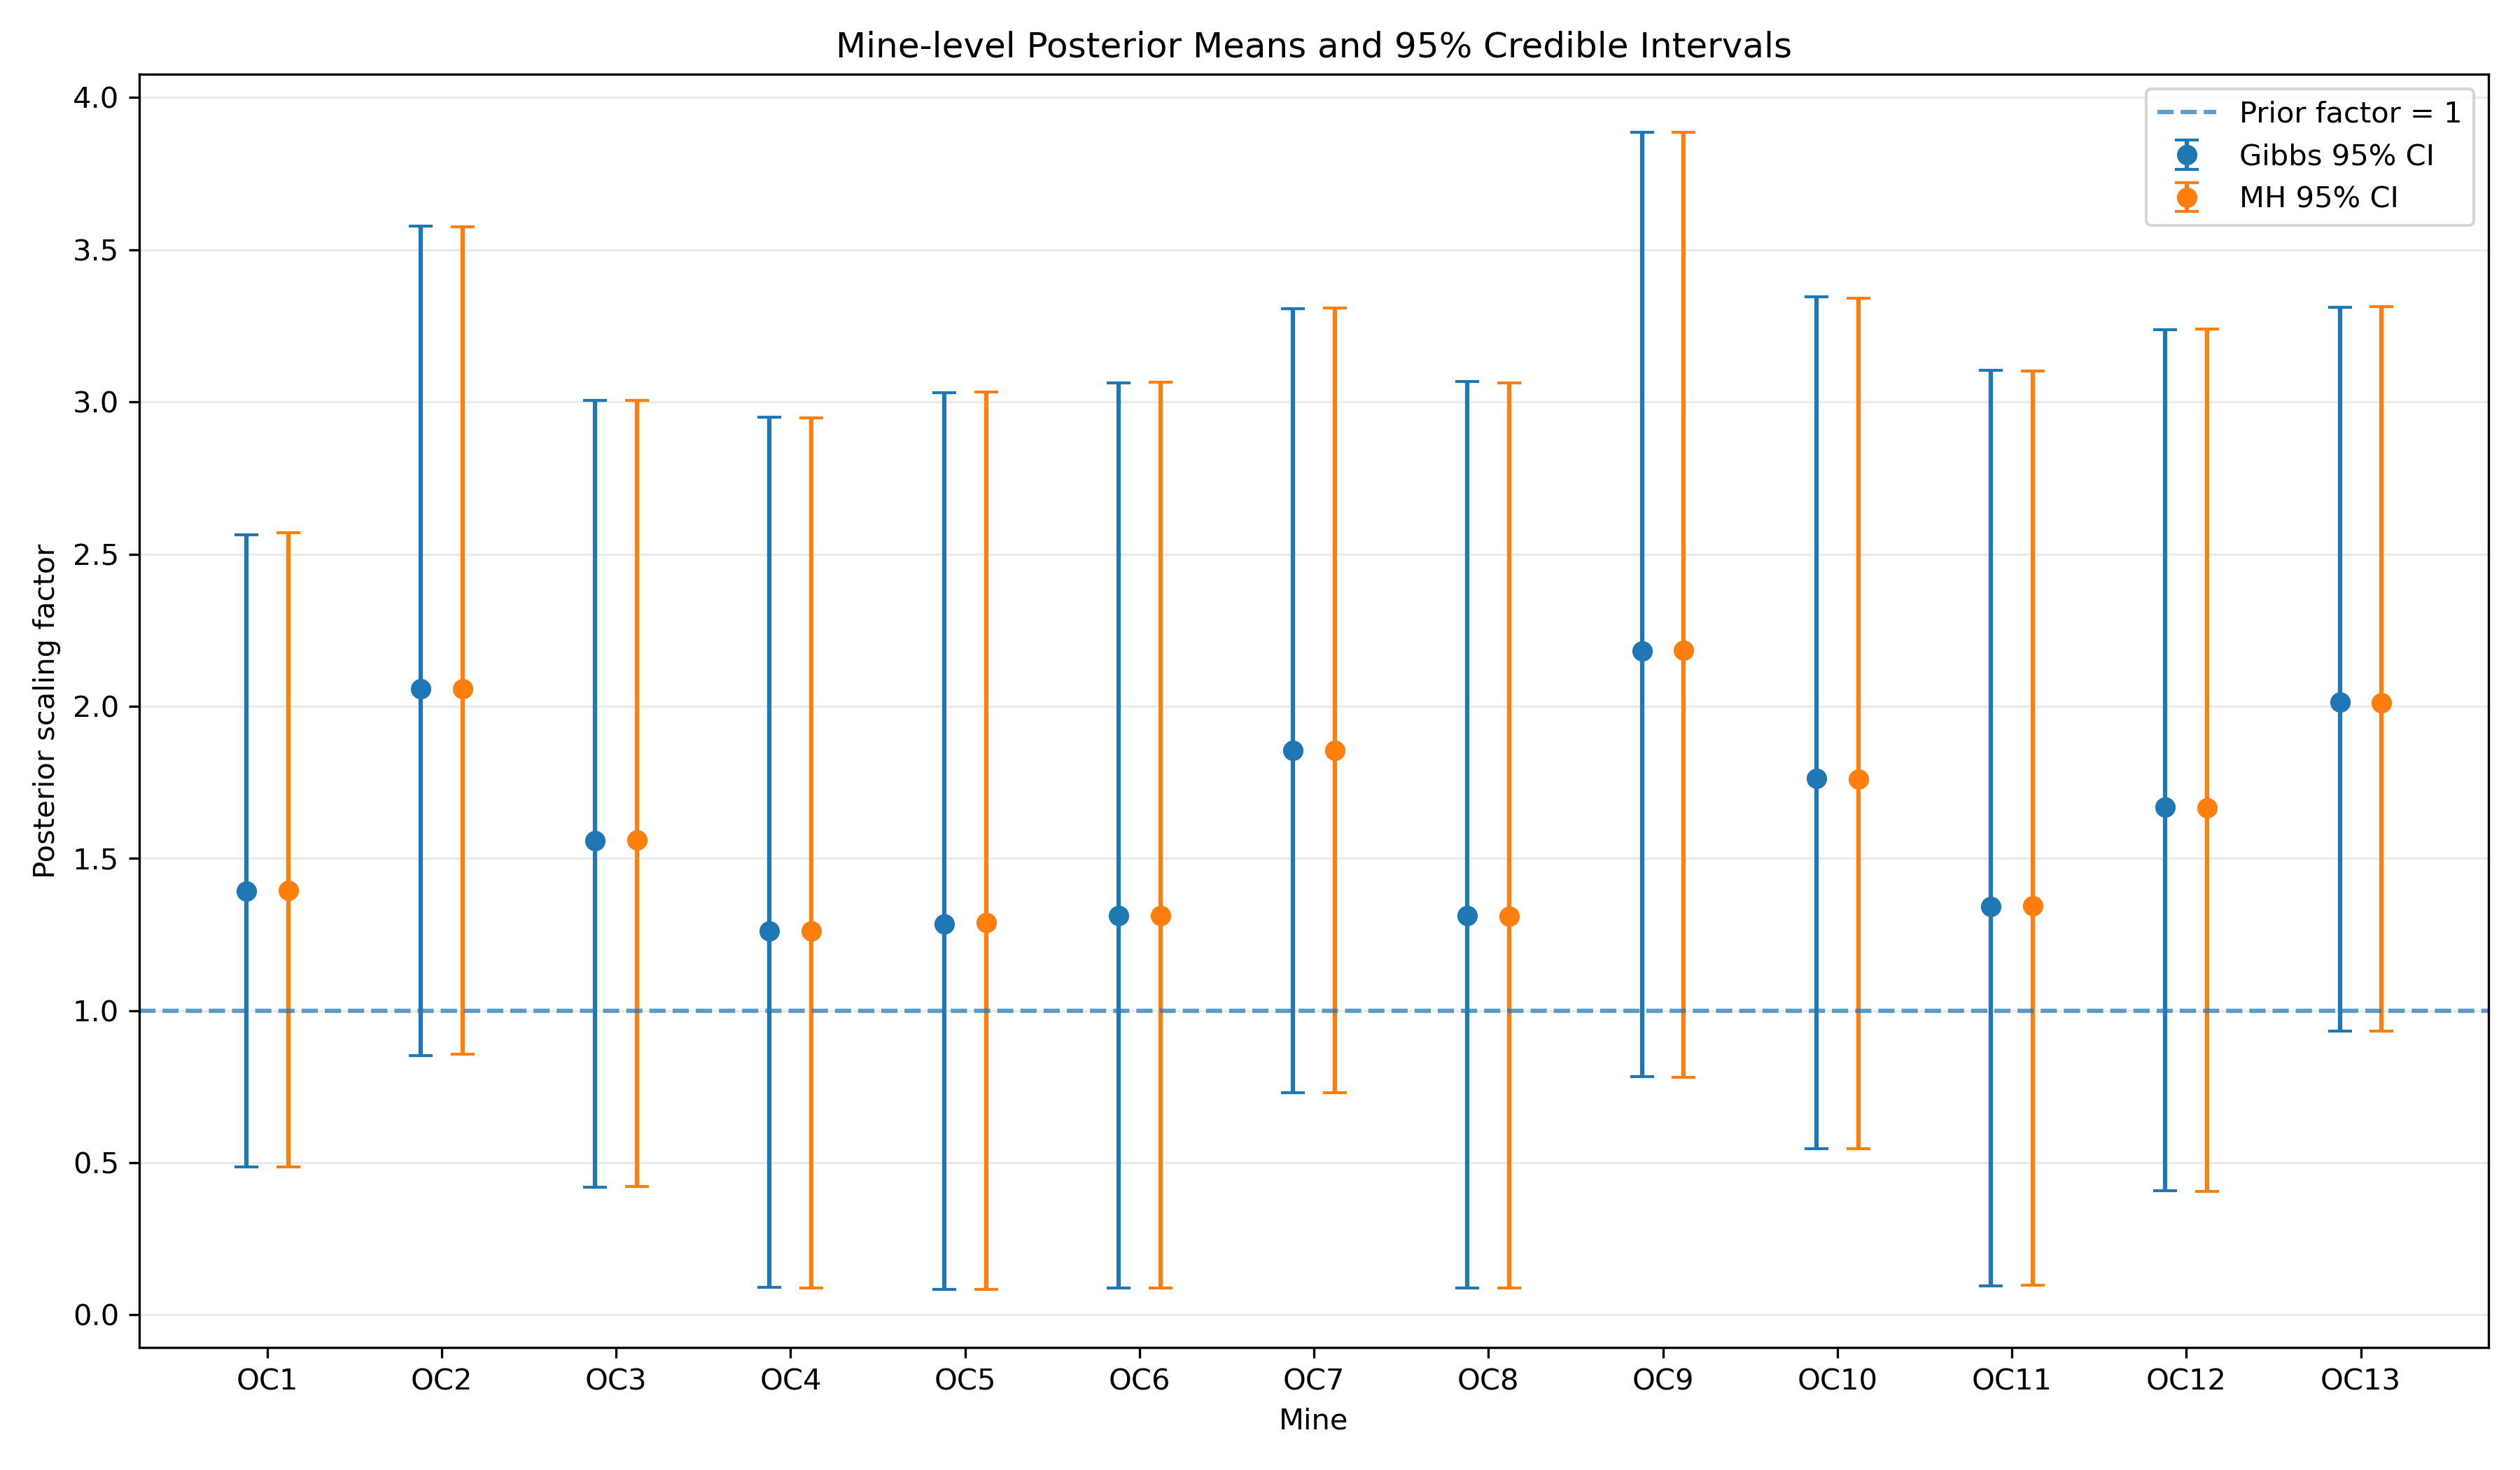 Mine-level Posterior Means and 95% Credible Intervals
Prior factor = 1
Gibbs 95% CI
MH 95% CI
Posterior scaling factor
4.0
3.5
3.0
2.5
2.0
1.5
1.0
0.5
0.0
OC1 OC2 OC3 OC4 OC5 OC6 OC7 OC8 OC9 OC10 OC11 OC12 OC13
Mine